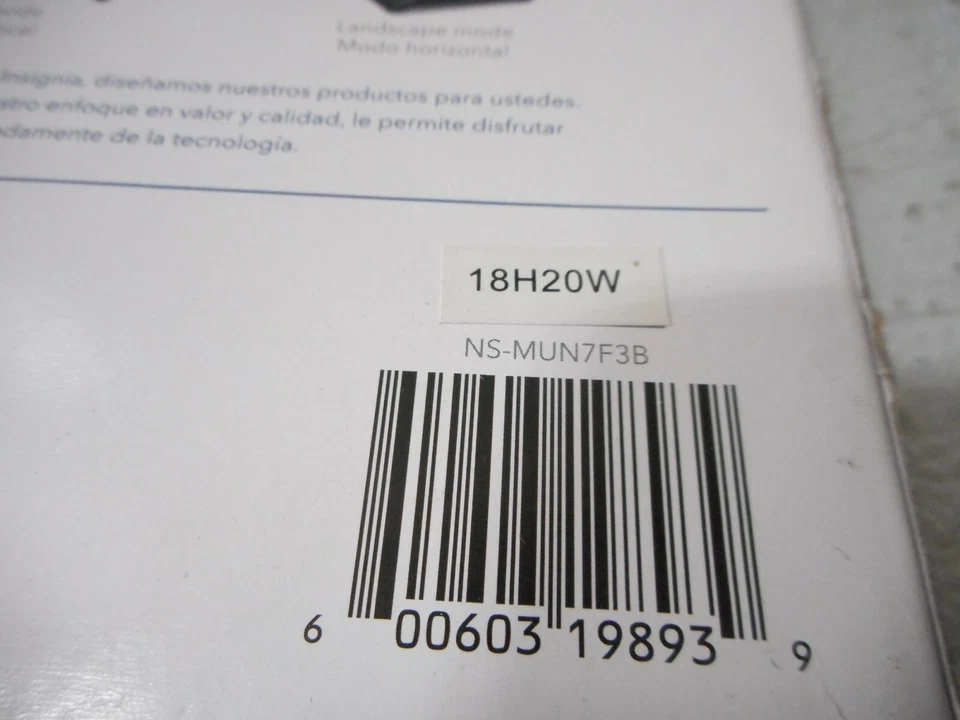 Landscape mode
Modo horizontal
Insignia, diseñamos nuestros productos para ustedes.
stro enfoque en valor y calidad, le permite disfrutar
damente de la tecnología.
18H20W
NS-MUN7F3B
6 00603 19893 9